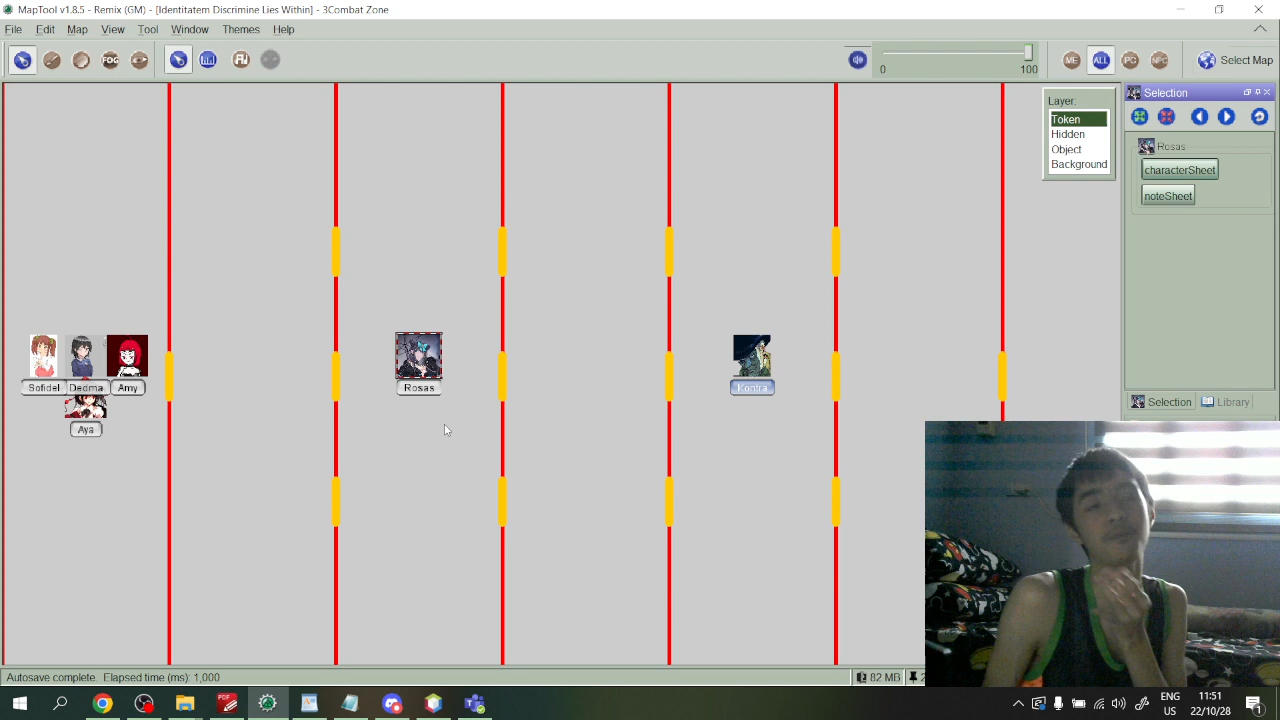 MapTool v1.8.5 - Remix (GM) - [Identitatem Discrimine Lies Within] - 3Combat Zone
File Edit Map View Tool Window Themes Help
FOG
0
100
ME
ALL
PC
NPC
Select Map
Layer:
Token
Hidden
Object
Background
Selection
Rosas
characterSheet
noteSheet
Sofidel
Dedma
Amy
Aya
Rosas
Kontra
Selection
Library
Autosave complete. Elapsed time (ms): 1,000
82 MB
PDF
ENG
US
11:51
22/10/28
1